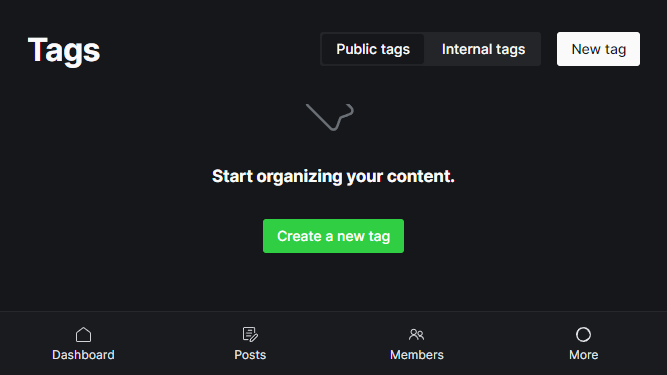 Tags
Public tags
Internal tags
New tag
Start organizing your content.
Create a new tag
Dashboard
Posts
Members
More